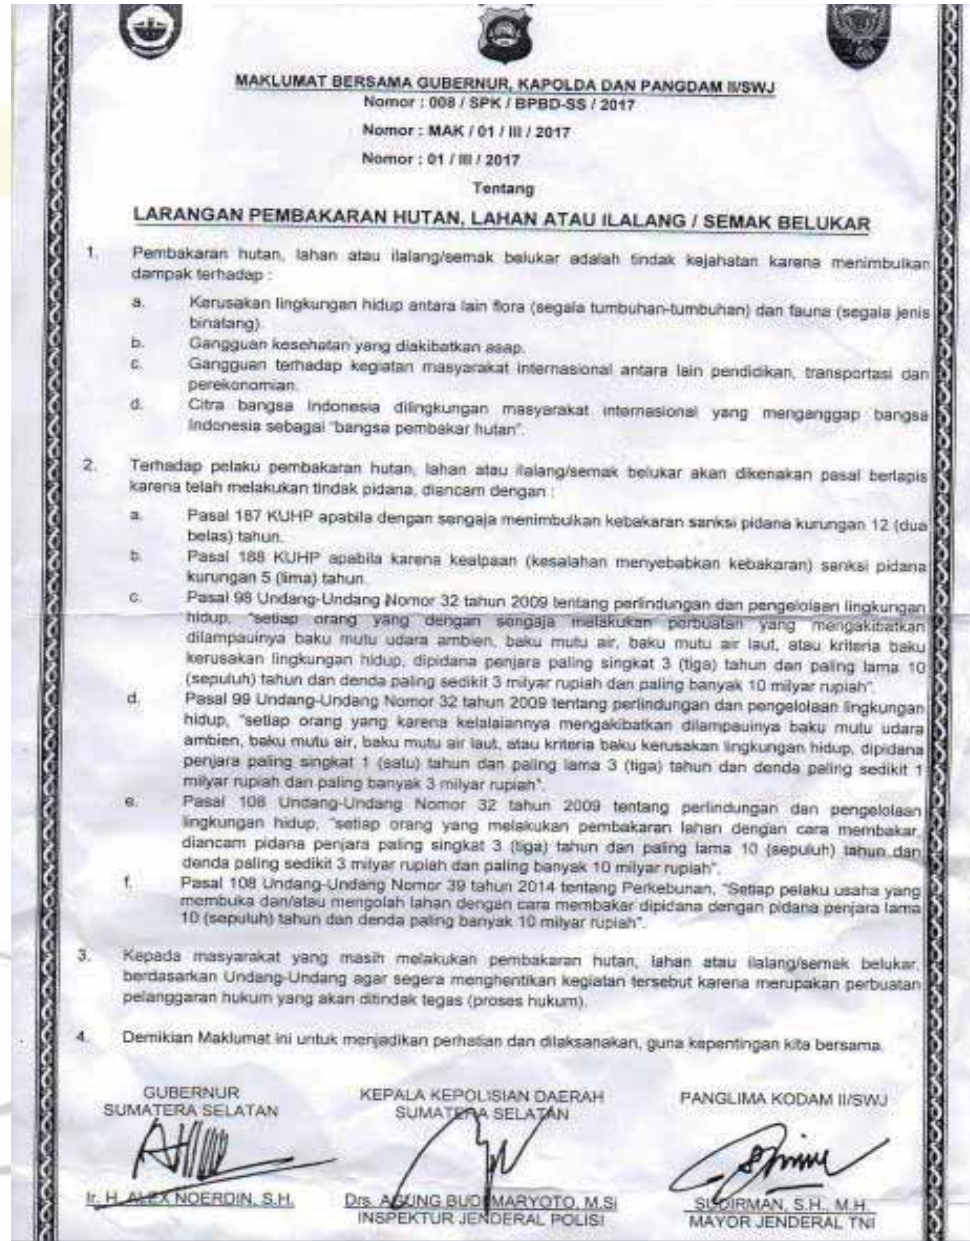 MAKLUMAT BERSAMA GUBERNUR, KAPOLDA DAN PANGDAM II/SWJ
Nomor : 008 / SPK / BPBD-SS / 2017
Nomor : MAK / 01 / III / 2017
Nomor : 01 / III / 2017
Tentang
LARANGAN PEMBAKARAN HUTAN, LAHAN ATAU ILALANG / SEMAK BELUKAR
1. Pembakaran hutan, lahan atau ilalang/semak belukar adalah tindak kejahatan karena menimbulkan
dampak terhadap :
a. Kerusakan lingkungan hidup antara lain flora (segala tumbuhan-tumbuhan) dan fauna (segala jenis
binatang).
b. Gangguan kesehatan yang diakibatkan asap.
c. Gangguan terhadap kegiatan masyarakat internasional antara lain pendidikan, transportasi dan
perekonomian.
d. Citra bangsa Indonesia dilingkungan masyarakat internasional yang menganggap bangsa
Indonesia sebagai "bangsa pembakar hutan".
2. Terhadap pelaku pembakaran hutan, lahan atau ilalang/semak belukar akan dikenakan pasal berlapis
karena telah melakukan tindak pidana, diancam dengan :
a. Pasal 187 KUHP apabila dengan sengaja menimbulkan kebakaran sanksi pidana kurungan 12 (dua
belas) tahun.
b. Pasal 188 KUHP apabila karena kealpaan (kesalahan menyebabkan kebakaran) sanksi pidana
kurungan 5 (lima) tahun.
c. Pasal 98 Undang-Undang Nomor 32 tahun 2009 tentang perlindungan dan pengelolaan lingkungan
hidup, "setiap orang yang dengan sengaja melakukan perbuatan yang mengakibatkan
dilampauinya baku mutu udara ambien, baku mutu air, baku mutu air laut, atau kriteria baku
kerusakan lingkungan hidup, dipidana penjara paling singkat 3 (tiga) tahun dan paling lama 10
(sepuluh) tahun dan denda paling sedikit 3 milyar rupiah dan paling banyak 10 milyar rupiah".
d. Pasal 99 Undang-Undang Nomor 32 tahun 2009 tentang perlindungan dan pengelolaan lingkungan
hidup, "setiap orang yang karena kelalaiannya mengakibatkan dilampauinya baku mutu udara
ambien, baku mutu air, baku mutu air laut, atau kriteria baku kerusakan lingkungan hidup, dipidana
penjara paling singkat 1 (satu) tahun dan paling lama 3 (tiga) tahun dan denda paling sedikit 1
milyar rupiah dan paling banyak 3 milyar rupiah".
e. Pasal 108 Undang-Undang Nomor 32 tahun 2009 tentang perlindungan dan pengelolaan
lingkungan hidup, "setiap orang yang melakukan pembakaran lahan dengan cara membakar,
diancam pidana penjara paling singkat 3 (tiga) tahun dan paling lama 10 (sepuluh) tahun dan
denda paling sedikit 3 milyar rupiah dan paling banyak 10 milyar rupiah".
f. Pasal 108 Undang-Undang Nomor 39 tahun 2014 tentang Perkebunan, "Setiap pelaku usaha yang
membuka dan/atau mengolah lahan dengan cara membakar dipidana dengan pidana penjara lama
10 (sepuluh) tahun dan denda paling banyak 10 milyar rupiah".
3. Kepada masyarakat yang masih melakukan pembakaran hutan, lahan atau ilalang/semak belukar,
berdasarkan Undang-Undang agar segera menghentikan kegiatan tersebut karena merupakan perbuatan
pelanggaran hukum yang akan ditindak tegas (proses hukum).
4. Demikian Maklumat ini untuk menjadikan perhatian dan dilaksanakan, guna kepentingan kita bersama.
GUBERNUR
SUMATERA SELATAN
Ir. H. ALEX NOERDIN, S.H.
KEPALA KEPOLISIAN DAERAH
SUMATERA SELATAN
Drs. AGUNG BUDI MARYOTO, M.Si
INSPEKTUR JENDERAL POLISI
PANGLIMA KODAM II/SWJ
SUDIRMAN, S.H., M.H.
MAYOR JENDERAL TNI